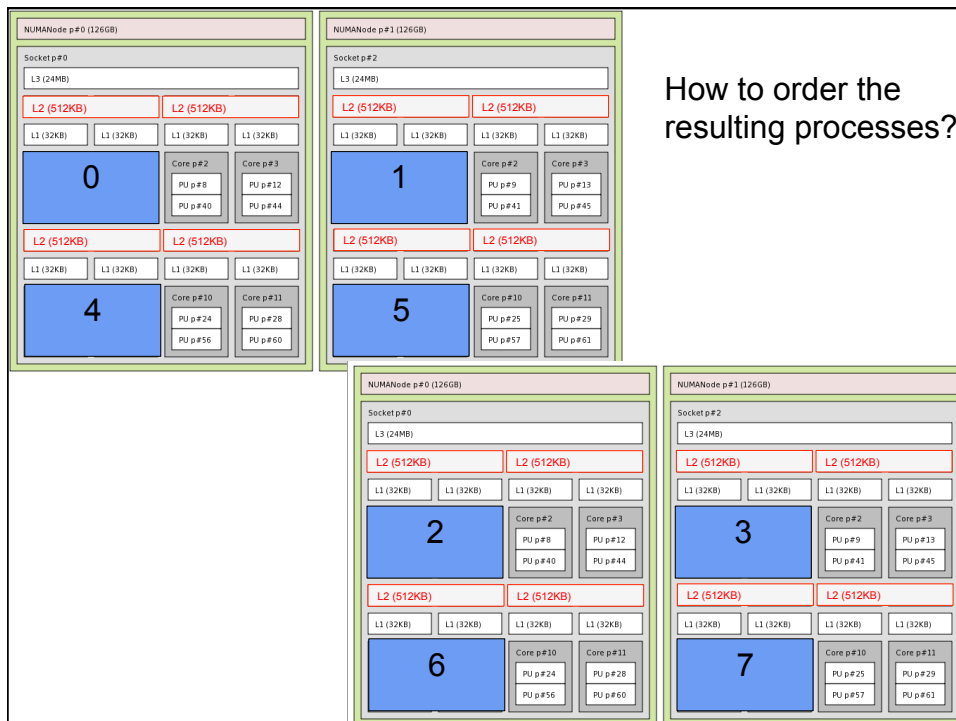 NUMANode p#0 (126GB)
Socket p#0
L3 (24MB)
L2 (512KB) L2 (512KB)
L1 (32KB) L1 (32KB) L1 (32KB) L1 (32KB)
0
Core p#2 Core p#3
PU p#8 PU p#12
PU p#40 PU p#44
L2 (512KB) L2 (512KB)
L1 (32KB) L1 (32KB) L1 (32KB) L1 (32KB)
4
Core p#10 Core p#11
PU p#24 PU p#28
PU p#56 PU p#60
NUMANode p#1 (126GB)
Socket p#2
L3 (24MB)
L2 (512KB) L2 (512KB)
L1 (32KB) L1 (32KB) L1 (32KB) L1 (32KB)
1
Core p#2 Core p#3
PU p#9 PU p#13
PU p#41 PU p#45
L2 (512KB) L2 (512KB)
L1 (32KB) L1 (32KB) L1 (32KB) L1 (32KB)
5
Core p#10 Core p#11
PU p#25 PU p#29
PU p#57 PU p#61
How to order the
resulting processes?
NUMANode p#0 (126GB)
Socket p#0
L3 (24MB)
L2 (512KB) L2 (512KB)
L1 (32KB) L1 (32KB) L1 (32KB) L1 (32KB)
2
Core p#2 Core p#3
PU p#8 PU p#12
PU p#40 PU p#44
L2 (512KB) L2 (512KB)
L1 (32KB) L1 (32KB) L1 (32KB) L1 (32KB)
6
Core p#10 Core p#11
PU p#24 PU p#28
PU p#56 PU p#60
NUMANode p#1 (126GB)
Socket p#2
L3 (24MB)
L2 (512KB) L2 (512KB)
L1 (32KB) L1 (32KB) L1 (32KB) L1 (32KB)
3
Core p#2 Core p#3
PU p#9 PU p#13
PU p#41 PU p#45
L2 (512KB) L2 (512KB)
L1 (32KB) L1 (32KB) L1 (32KB) L1 (32KB)
7
Core p#10 Core p#11
PU p#25 PU p#29
PU p#57 PU p#61